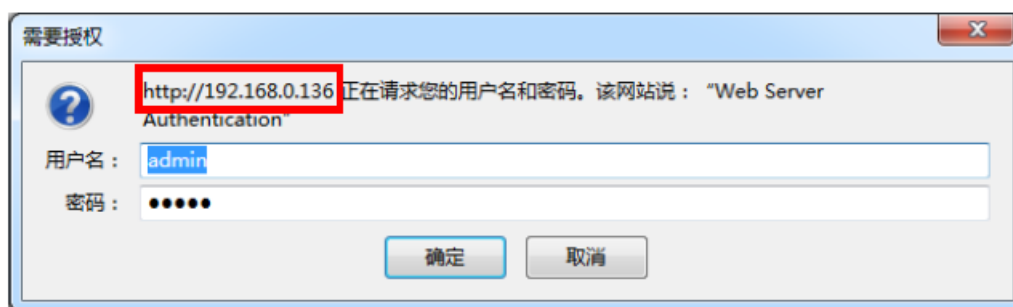 需要授权
http://192.168.0.136 正在请求您的用户名和密码。该网站说： “Web Server
Authentication”
用户名： admin
密码： •••••
确定 取消